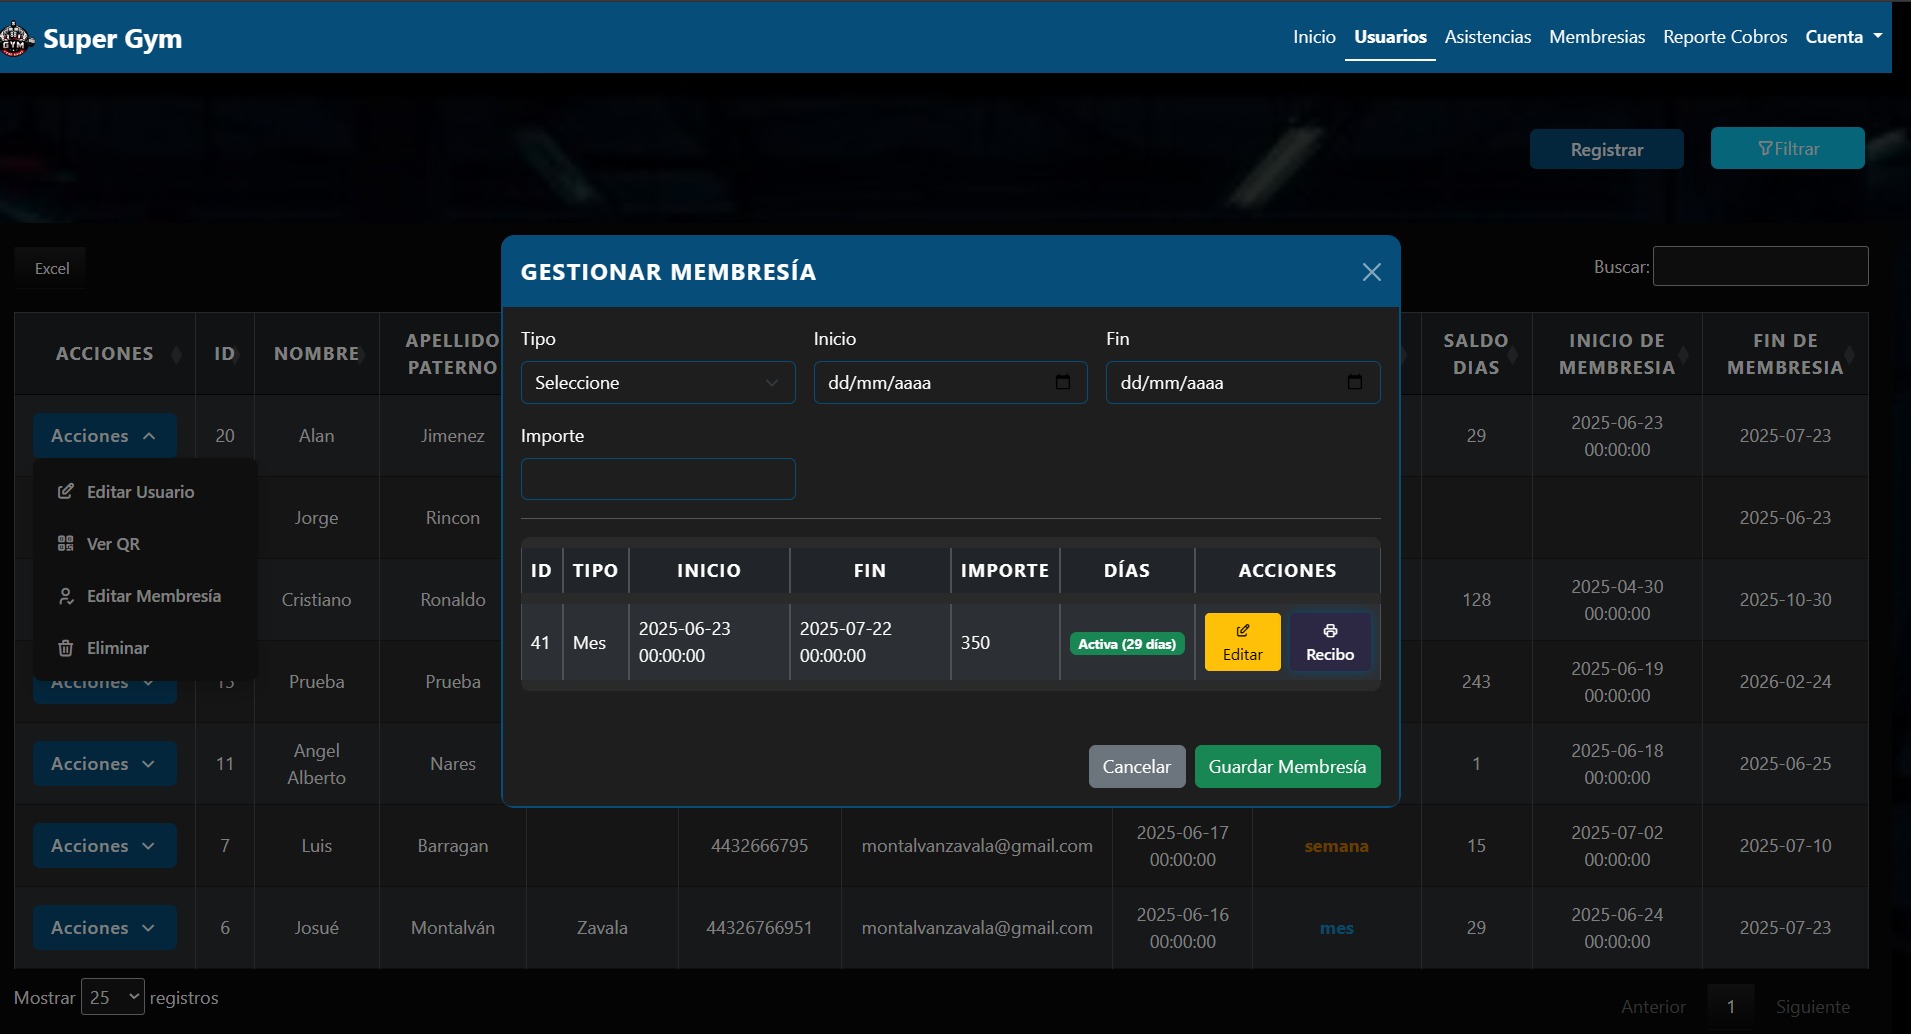 GYM
Super Gym
Inicio Usuarios Asistencias Membresias Reporte Cobros Cuenta
Registrar Filtrar
Excel
Buscar:
GESTIONAR MEMBRESÍA
Tipo Inicio Fin
Seleccione dd/mm/aaaa dd/mm/aaaa
Importe
ID TIPO INICIO FIN IMPORTE DÍAS ACCIONES
41 Mes 2025-06-23 00:00:00 2025-07-22 00:00:00 350 Activa (29 días) Editar Recibo
Cancelar Guardar Membresía
ACCIONES ID NOMBRE APELLIDO PATERNO SALDO DIAS INICIO DE MEMBRESIA FIN DE MEMBRESIA
Acciones 20 Alan Jimenez 29 2025-06-23 00:00:00 2025-07-23
Editar Usuario
Ver QR
Editar Membresía
Eliminar
Jorge Rincon 2025-06-23
Cristiano Ronaldo 128 2025-04-30 00:00:00 2025-10-30
Acciones Prueba Prueba 243 2025-06-19 00:00:00 2026-02-24
Acciones 11 Angel Alberto Nares 1 2025-06-18 00:00:00 2025-06-25
Acciones 7 Luis Barragan 4432666795 montalvanzavala@gmail.com 2025-06-17 00:00:00 semana 15 2025-07-02 00:00:00 2025-07-10
Acciones 6 Josué Montalván Zavala 44326766951 montalvanzavala@gmail.com 2025-06-16 00:00:00 mes 29 2025-06-24 00:00:00 2025-07-23
Mostrar 25 registros
Anterior 1 Siguiente